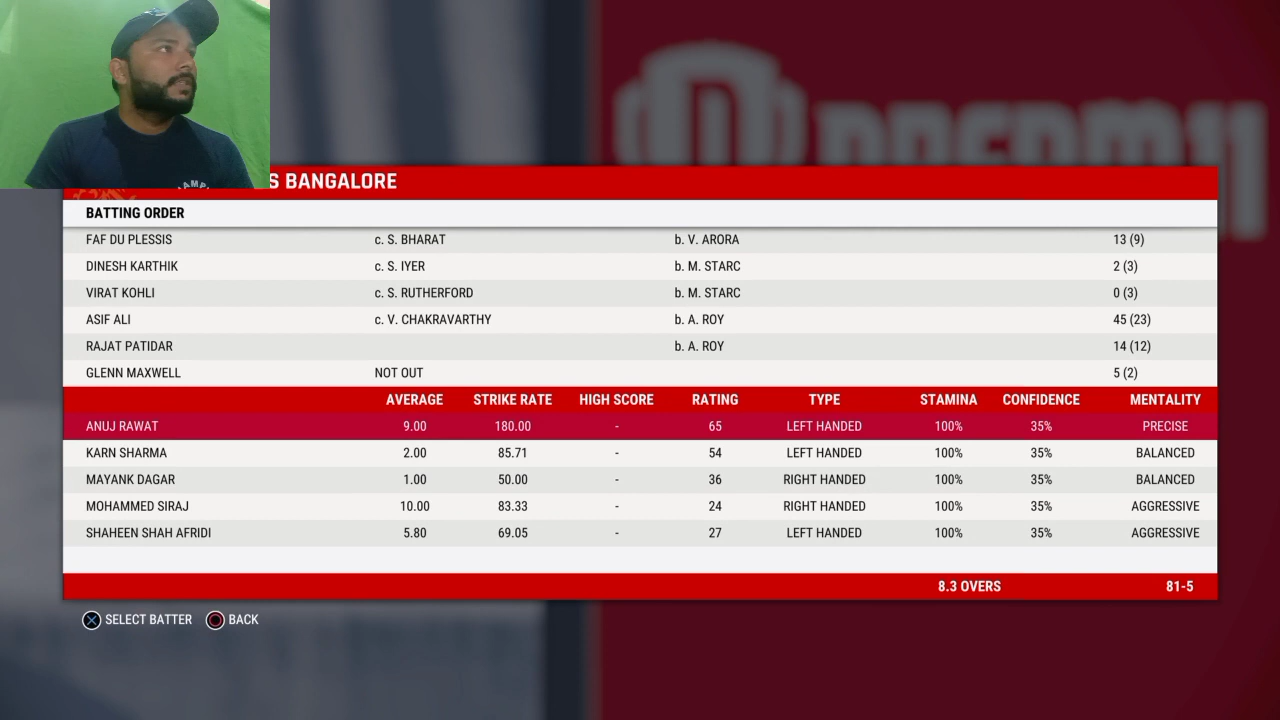 DREAM11
AMP
S BANGALORE
BATTING ORDER
FAF DU PLESSIS c. S. BHARAT b. V. ARORA 13 (9)
DINESH KARTHIK c. S. IYER b. M. STARC 2 (3)
VIRAT KOHLI c. S. RUTHERFORD b. M. STARC 0 (3)
ASIF ALI c. V. CHAKRAVARTHY b. A. ROY 45 (23)
RAJAT PATIDAR b. A. ROY 14 (12)
GLENN MAXWELL NOT OUT 5 (2)
AVERAGE STRIKE RATE HIGH SCORE RATING TYPE STAMINA CONFIDENCE MENTALITY
ANUJ RAWAT 9.00 180.00 - 65 LEFT HANDED 100% 35% PRECISE
KARN SHARMA 2.00 85.71 - 54 LEFT HANDED 100% 35% BALANCED
MAYANK DAGAR 1.00 50.00 - 36 RIGHT HANDED 100% 35% BALANCED
MOHAMMED SIRAJ 10.00 83.33 - 24 RIGHT HANDED 100% 35% AGGRESSIVE
SHAHEEN SHAH AFRIDI 5.80 69.05 - 27 LEFT HANDED 100% 35% AGGRESSIVE
8.3 OVERS 81-5
SELECT BATTER BACK